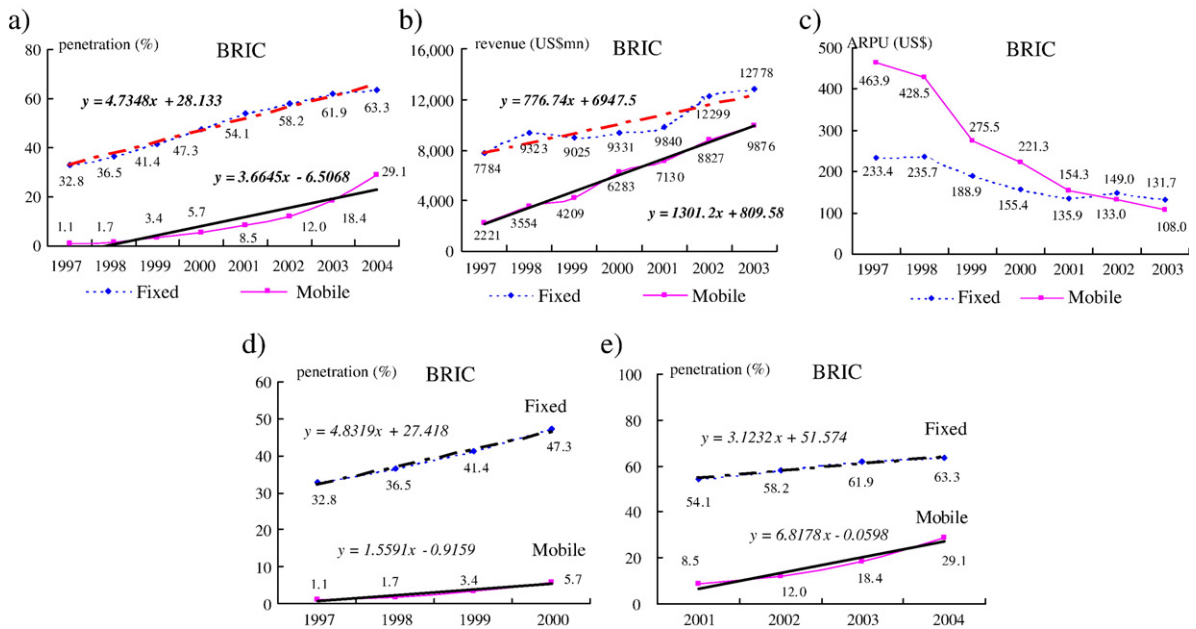 a)
penetration (%)
BRIC
80
60
40
20
0
y = 4.7348x + 28.133
32.8
36.5
41.4
47.3
54.1
58.2
61.9
63.3
y = 3.6645x - 6.5068
1.1
1.7
3.4
5.7
8.5
12.0
18.4
29.1
1997 1998 1999 2000 2001 2002 2003 2004
Fixed Mobile
b)
revenue (US$mn)
BRIC
16,000
12,000
8,000
4,000
0
y = 776.74x + 6947.5
7784
9323
9025
9331
9840
12299
12778
2221
3554
4209
6283
7130
8827
9876
y = 1301.2x + 809.58
1997 1998 1999 2000 2001 2002 2003
Fixed Mobile
c)
ARPU (US$)
BRIC
500
400
300
200
100
0
463.9
428.5
275.5
221.3
154.3
149.0
131.7
233.4
235.7
188.9
155.4
135.9
133.0
108.0
1997 1998 1999 2000 2001 2002 2003
Fixed Mobile
d)
penetration (%)
BRIC
60
50
40
30
20
10
0
Fixed
y = 4.8319x + 27.418
32.8
36.5
41.4
47.3
y = 1.5591x - 0.9159
Mobile
1.1
1.7
3.4
5.7
1997 1998 1999 2000
e)
penetration (%)
BRIC
100
80
60
40
20
0
y = 3.1232x + 51.574
Fixed
54.1
58.2
61.9
63.3
y = 6.8178x - 0.0598
Mobile
8.5
12.0
18.4
29.1
2001 2002 2003 2004